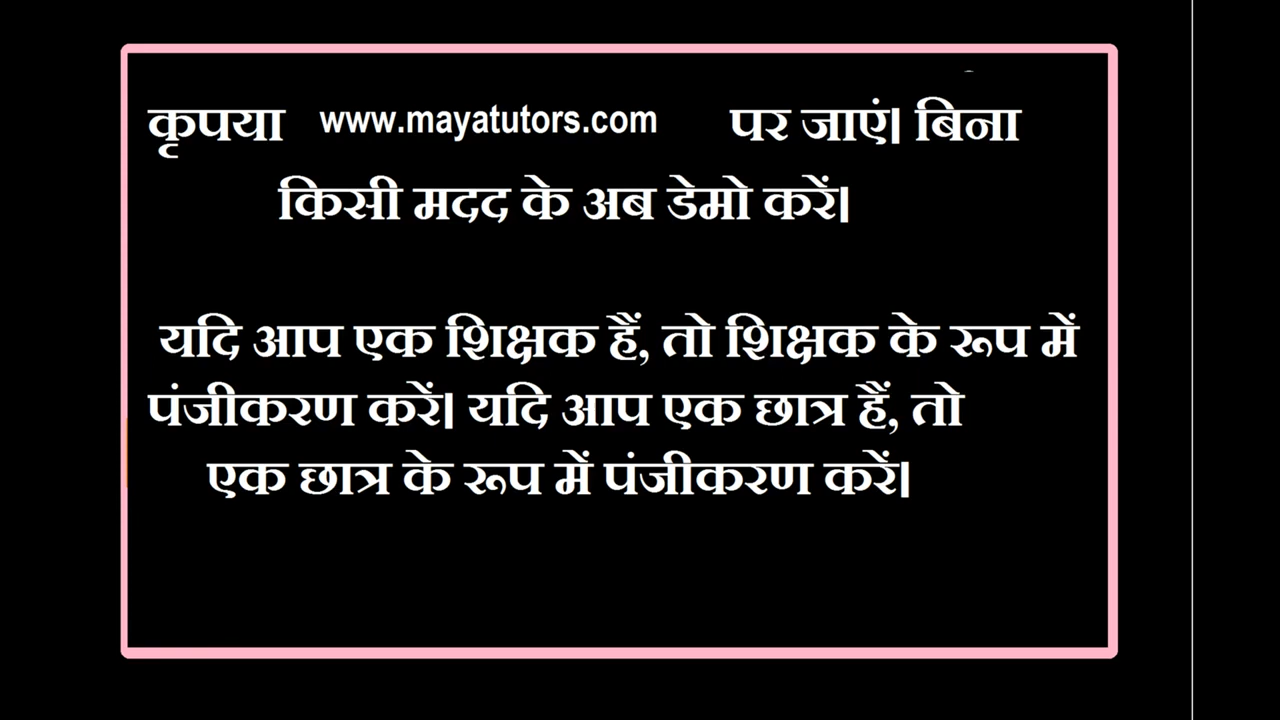 कृपया www.mayatutors.com पर जाएं। बिना
किसी मदद के अब डेमो करें।
यदि आप एक शिक्षक हैं, तो शिक्षक के रूप में
पंजीकरण करें। यदि आप एक छात्र हैं, तो
एक छात्र के रूप में पंजीकरण करें।